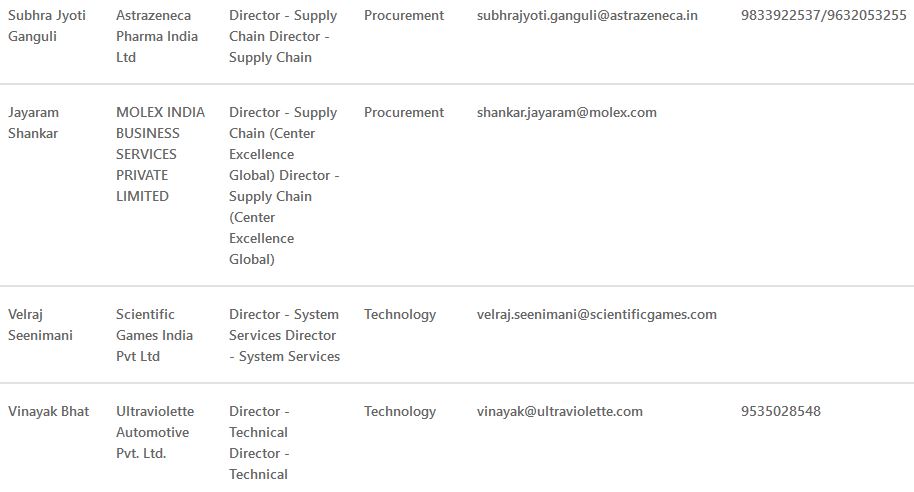 Subhra Jyoti Astrazeneca Director - Supply Procurement subhrajyoti.ganguli@astrazeneca.in 9833922537/9632053255
Ganguli Pharma India Chain Director -
Ltd Supply Chain
Jayaram MOLEX INDIA Director - Supply Procurement shankar.jayaram@molex.com
Shankar BUSINESS Chain (Center
SERVICES Excellence
PRIVATE Global) Director -
LIMITED Supply Chain
(Center
Excellence
Global)
Velraj Scientific Director - System Technology velraj.seenimani@scientificgames.com
Seenimani Games India Services Director
Pvt Ltd - System Services
Vinayak Bhat Ultraviolette Director - Technology vinayak@ultraviolette.com 9535028548
Automotive Technical
Pvt. Ltd. Director -
Technical